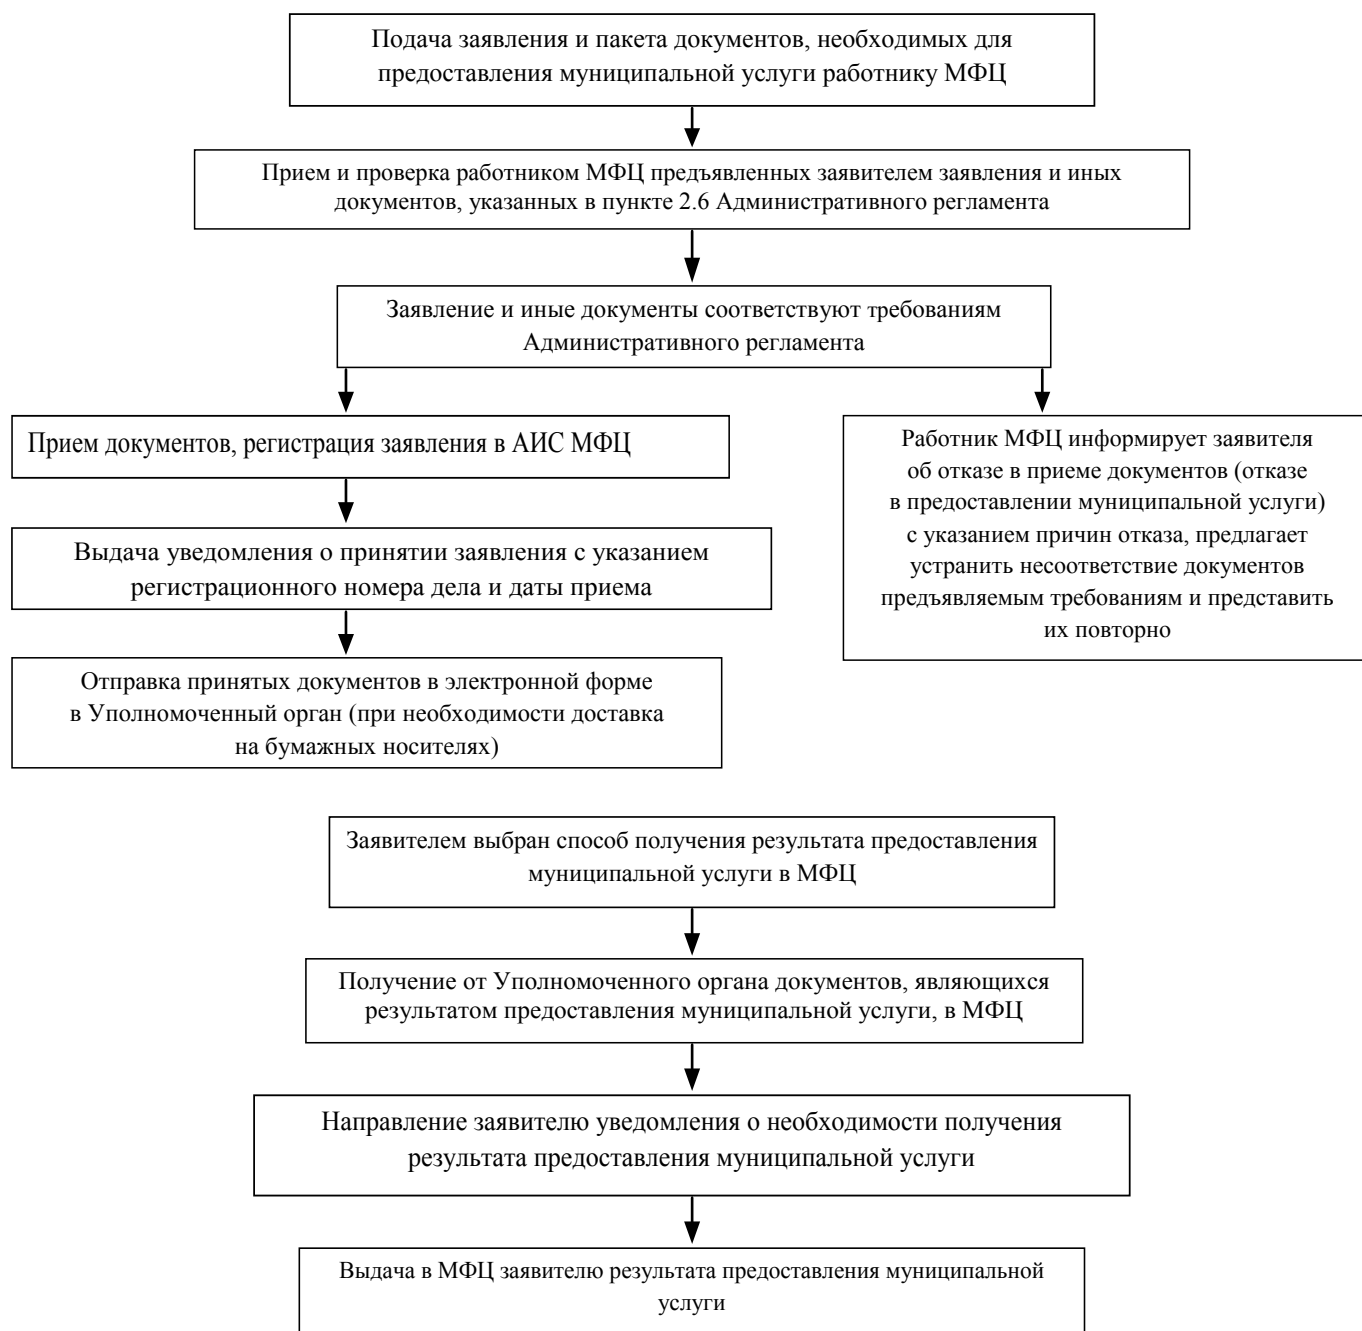 Подача заявления и пакета документов, необходимых для
предоставления муниципальной услуги работнику МФЦ
Прием и проверка работником МФЦ предъявленных заявителем заявления и иных
документов, указанных в пункте 2.6 Административного регламента
Заявление и иные документы соответствуют требованиям
Административного регламента
Прием документов, регистрация заявления в АИС МФЦ
Выдача уведомления о принятии заявления с указанием
регистрационного номера дела и даты приема
Отправка принятых документов в электронной форме
в Уполномоченный орган (при необходимости доставка
на бумажных носителях)
Работник МФЦ информирует заявителя
об отказе в приеме документов (отказе
в предоставлении муниципальной услуги)
с указанием причин отказа, предлагает
устранить несоответствие документов
предъявляемым требованиям и представить
их повторно
Заявителем выбран способ получения результата предоставления
муниципальной услуги в МФЦ
Получение от Уполномоченного органа документов, являющихся
результатом предоставления муниципальной услуги, в МФЦ
Направление заявителю уведомления о необходимости получения
результата предоставления муниципальной услуги
Выдача в МФЦ заявителю результата предоставления муниципальной
услуги